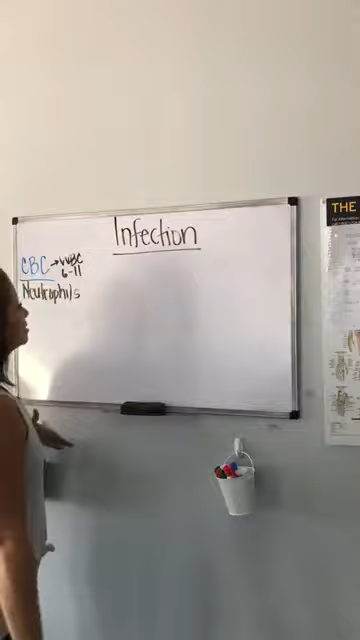 Infection
CBC → WBC
6-11
Neutrophils
THE